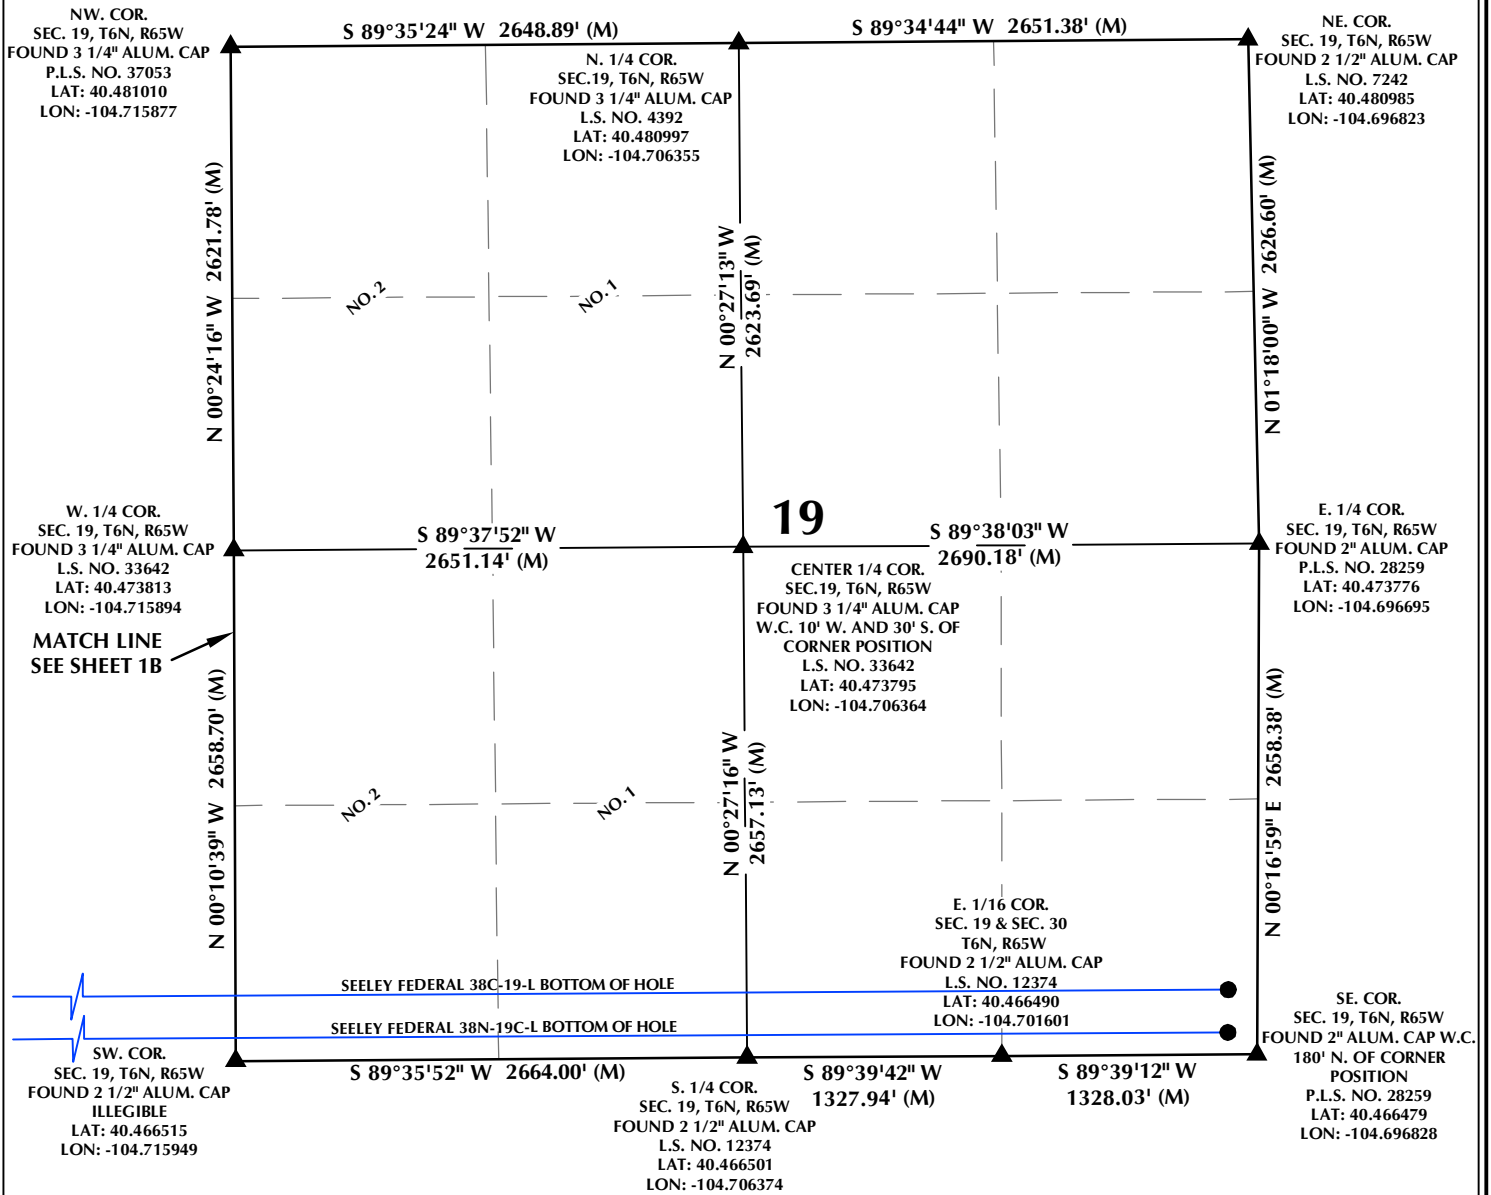 NW. COR.
SEC. 19, T6N, R65W
FOUND 3 1/4" ALUM. CAP
P.L.S. NO. 37053
LAT: 40.481010
LON: -104.715877
S 89°35'24" W 2648.89' (M)
N. 1/4 COR.
SEC.19, T6N, R65W
FOUND 3 1/4" ALUM. CAP
L.S. NO. 4392
LAT: 40.480997
LON: -104.706355
S 89°34'44" W 2651.38' (M)
NE. COR.
SEC. 19, T6N, R65W
FOUND 2 1/2" ALUM. CAP
L.S. NO. 7242
LAT: 40.480985
LON: -104.696823
N 00°24'16" W 2621.78' (M)
NO. 2
NO. 1
N 00°27'13" W
2623.69' (M)
N 01°18'00" W 2626.60' (M)
W. 1/4 COR.
SEC. 19, T6N, R65W
FOUND 3 1/4" ALUM. CAP
L.S. NO. 33642
LAT: 40.473813
LON: -104.715894
S 89°37'52" W
2651.14' (M)
19
S 89°38'03" W
2690.18' (M)
E. 1/4 COR.
SEC. 19, T6N, R65W
FOUND 2" ALUM. CAP
P.L.S. NO. 28259
LAT: 40.473776
LON: -104.696695
CENTER 1/4 COR.
SEC.19, T6N, R65W
FOUND 3 1/4" ALUM. CAP
W.C. 10' W. AND 30' S. OF
CORNER POSITION
L.S. NO. 33642
LAT: 40.473795
LON: -104.706364
MATCH LINE
SEE SHEET 1B
N 00°10'39" W 2658.70' (M)
NO. 2
NO. 1
N 00°27'16" W
2657.13' (M)
N 00°16'59" E 2658.38' (M)
E. 1/16 COR.
SEC. 19 & SEC. 30
T6N, R65W
FOUND 2 1/2" ALUM. CAP
L.S. NO. 12374
LAT: 40.466490
LON: -104.701601
SEELEY FEDERAL 38C-19-L BOTTOM OF HOLE
SEELEY FEDERAL 38N-19C-L BOTTOM OF HOLE
SW. COR.
SEC. 19, T6N, R65W
FOUND 2 1/2" ALUM. CAP
ILLEGIBLE
LAT: 40.466515
LON: -104.715949
S 89°35'52" W 2664.00' (M)
S. 1/4 COR.
SEC. 19, T6N, R65W
FOUND 2 1/2" ALUM. CAP
L.S. NO. 12374
LAT: 40.466501
LON: -104.706374
S 89°39'42" W
1327.94' (M)
S 89°39'12" W
1328.03' (M)
SE. COR.
SEC. 19, T6N, R65W
FOUND 2" ALUM. CAP W.C.
180' N. OF CORNER
POSITION
P.L.S. NO. 28259
LAT: 40.466479
LON: -104.696828